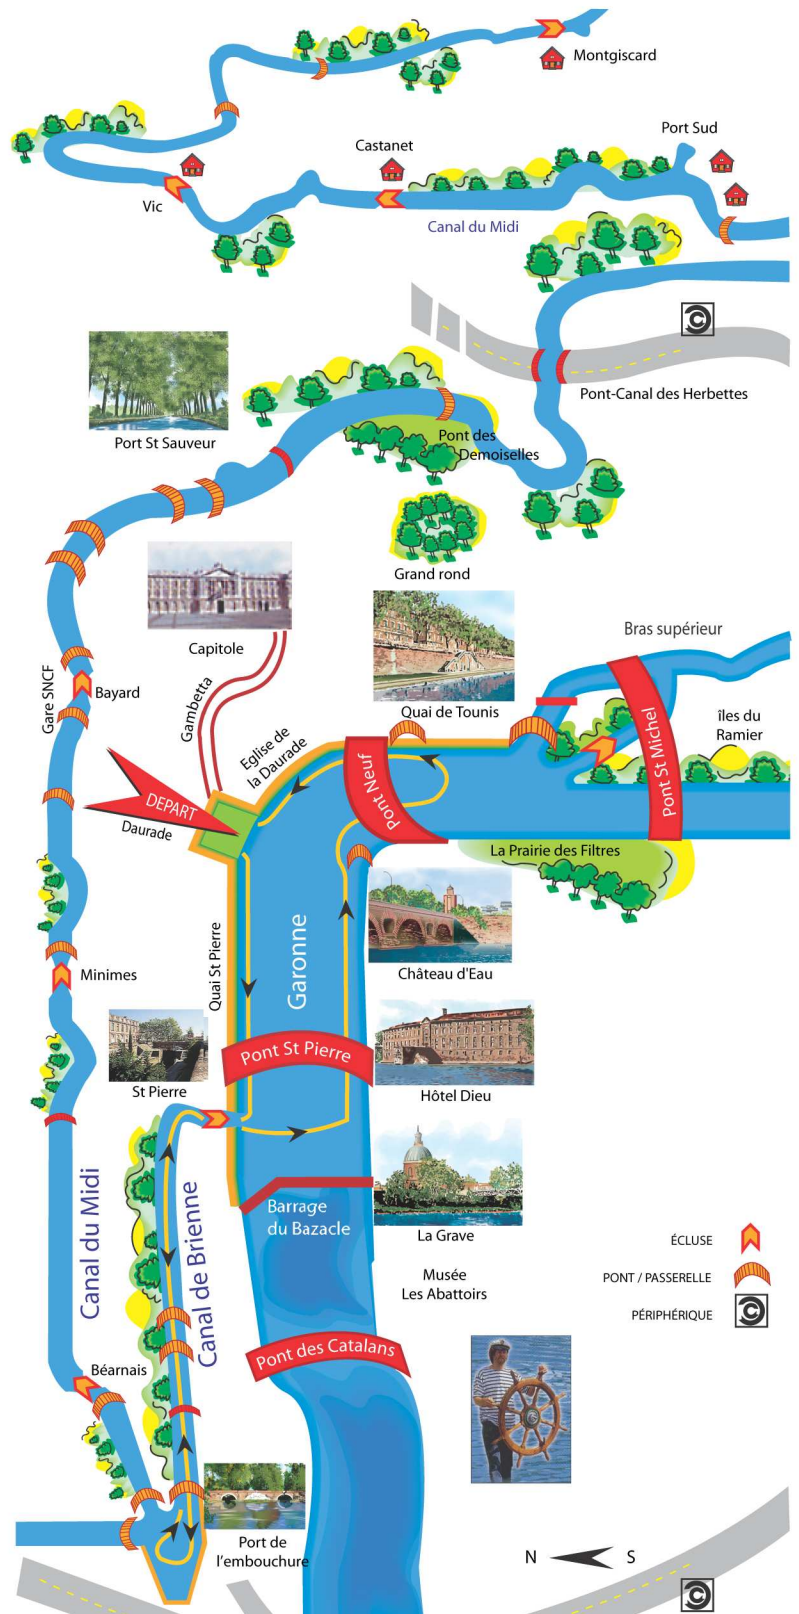 Montgiscard
Port Sud
Castanet
Vic
Canal du Midi
Pont-Canal des Herbettes
Port St Sauveur
Pont des
Demoiselles
Grand rond
Capitole
Bras supérieur
Gare SNCF
Bayard
Gambetta
Quai de Tounis
îles du
Ramier
Eglise de
la Daurade
Pont Neuf
Pont St Michel
DEPART
Daurade
La Prairie des Filtres
Quai St Pierre
Garonne
Château d'Eau
Minimes
Pont St Pierre
St Pierre
Hôtel Dieu
Canal du Midi
Canal de Brienne
Barrage
du Bazacle
La Grave
Musée
Les Abattoirs
ÉCLUSE
PONT / PASSERELLE
PÉRIPHÉRIQUE
Pont des Catalans
Béarnais
Port de
l'embouchure
N S